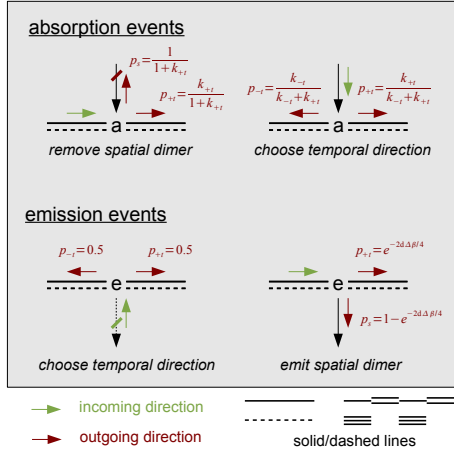 absorption events
p_s = 1/(1+k_{+t})
p_{+t} = k_{+t}/(1+k_{+t})
a
remove spatial dimer
p_{-t} = k_{-t}/(k_{-t}+k_{+t})
p_{+t} = k_{+t}/(k_{-t}+k_{+t})
a
choose temporal direction
emission events
p_{-t} = 0.5
p_{+t} = 0.5
e
choose temporal direction
p_{+t} = e^{-2dΔβ/4}
e
p_s = 1 - e^{-2dΔβ/4}
emit spatial dimer
incoming direction
outgoing direction
solid/dashed lines